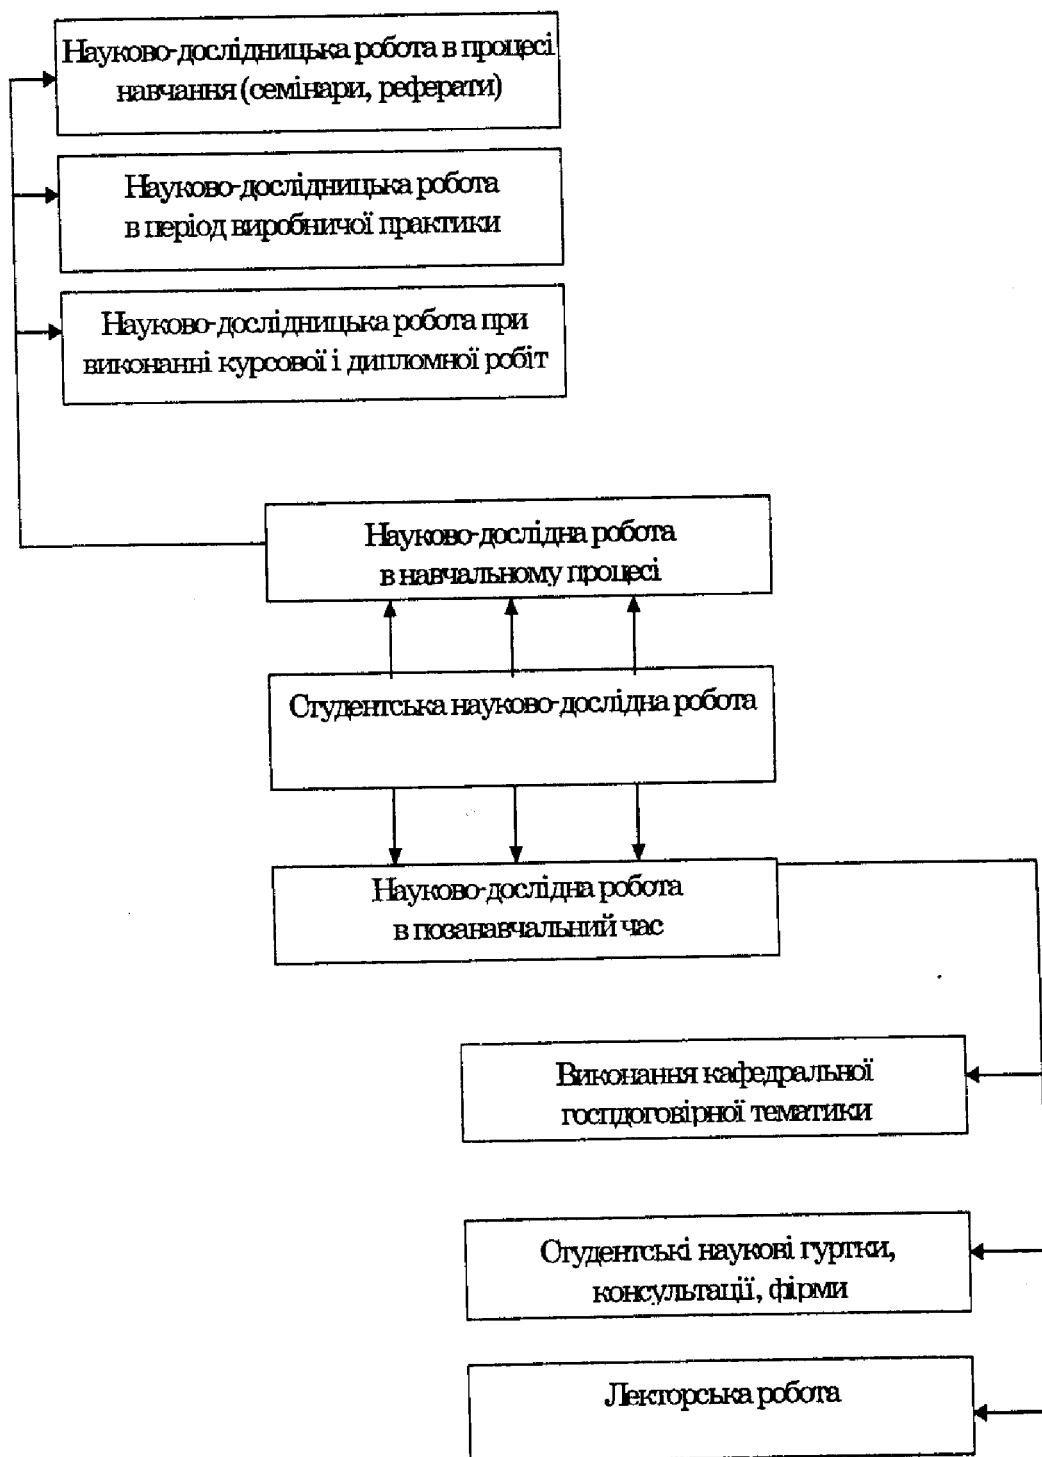 Науково-дослідницька робота в процесі
навчання (семінари, реферати)
Науково-дослідницька робота
в період виробничої практики
Науково-дослідницька робота при
виконанні курсової і дипломної робіт
Науково-дослідна робота
в навчальному процесі
Студентська науково-дослідна робота
Науково-дослідна робота
в позанавчальний час
Виконання кафедральної
госпдоговірної тематики
Студентські наукові гуртки,
консультації, фірми
Лекторська робота